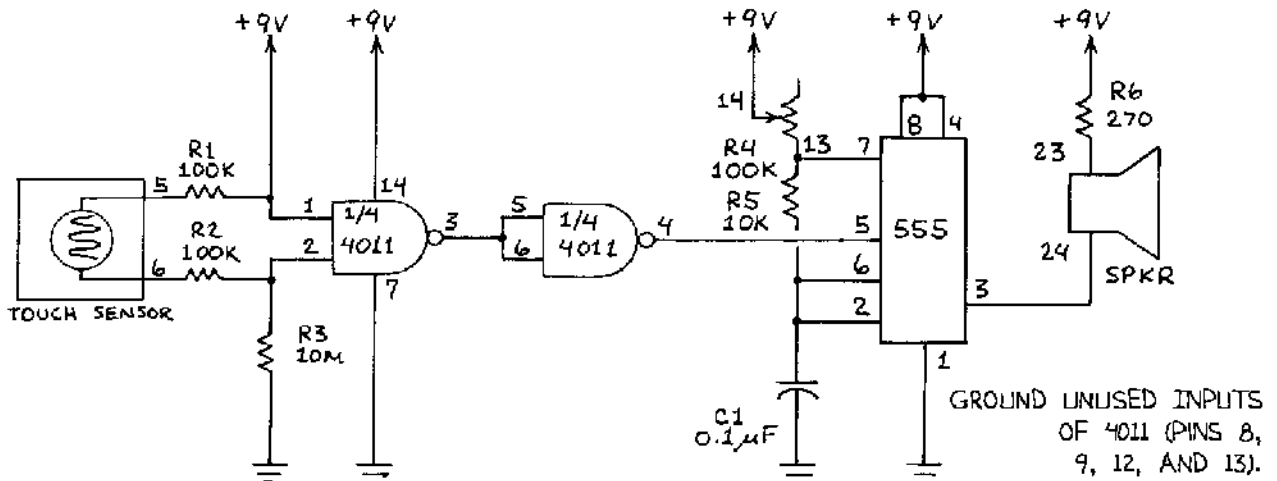 +9V
+9V
+9V
+9V
+9V
14
8
4
R6
270
R1
100K
13
7
R4
100K
23
5
14
1
1/4
4011
3
5
1/4
4011
4
R5
10K
5
555
R2
100K
2
6
6
24
SPKR
6
7
2
3
TOUCH SENSOR
R3
10M
1
C1
0.1µF
GROUND UNUSED INPUTS
OF 4011 (PINS 8,
9, 12, AND 13).